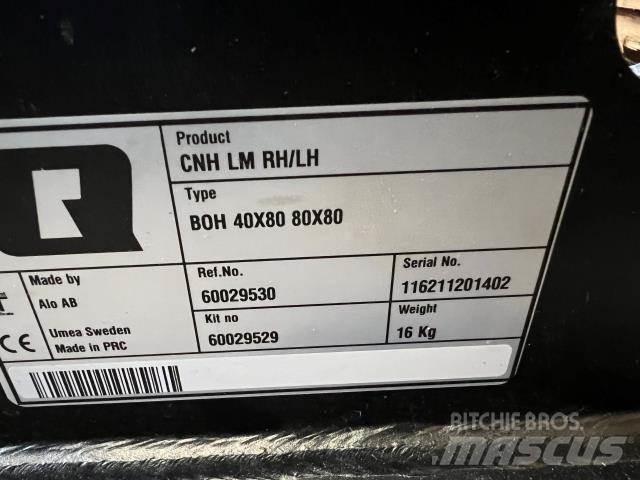 Product
CNH LM RH/LH
Type
BOH 40X80 80X80
Made by
Alo AB
Umea Sweden
Made in PRC
CE
Ref.No.
60029530
Serial No.
116211201402
Kit no
60029529
Weight
16 Kg
RITCHIE BROS.
MASCUS